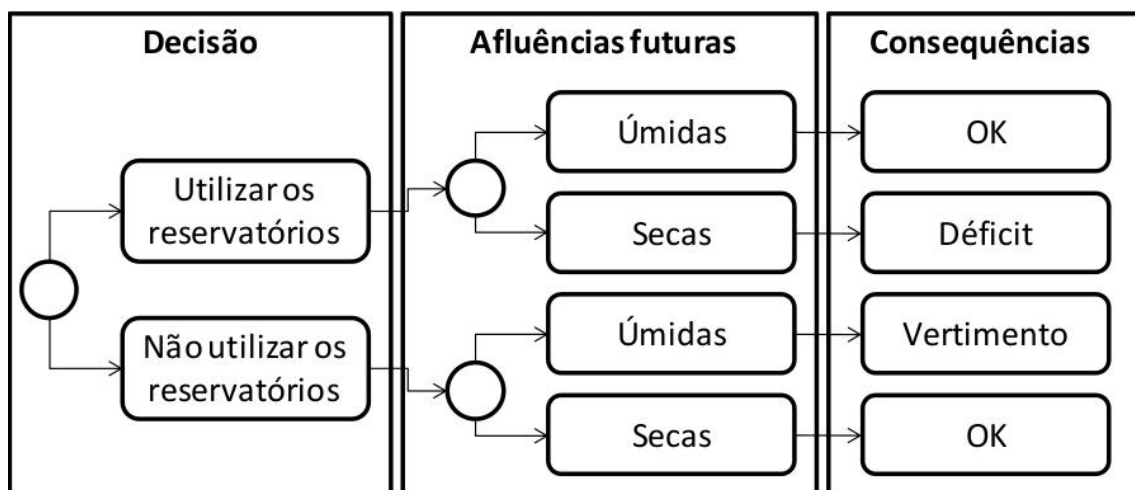 Decisão
Afluências futuras
Consequências
Utilizar os
reservatórios
Não utilizar os
reservatórios
Úmidas
OK
Secas
Déficit
Úmidas
Vertimento
Secas
OK